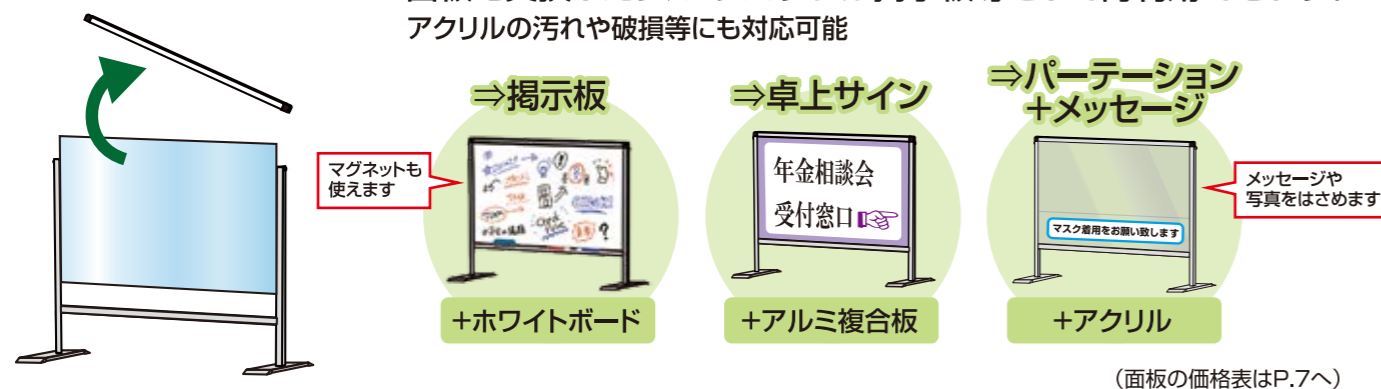 アクリルの汚れや破損等にも対応可能
⇒掲示板
⇒卓上サイン
⇒パーテーション
+メッセージ
マグネットも
使えます
年金相談会
受付窓口
マスク着用をお願い致します
メッセージや
写真をはさめます
+ホワイトボード
+アルミ複合板
+アクリル
(面板の価格表はP.7へ)